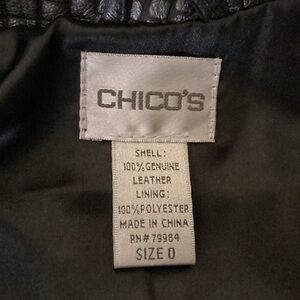 CHICO'S
SHELL:
100% GENUINE
LEATHER
LINING:
100% POLYESTER
MADE IN CHINA
RN# 79984
SIZE 0